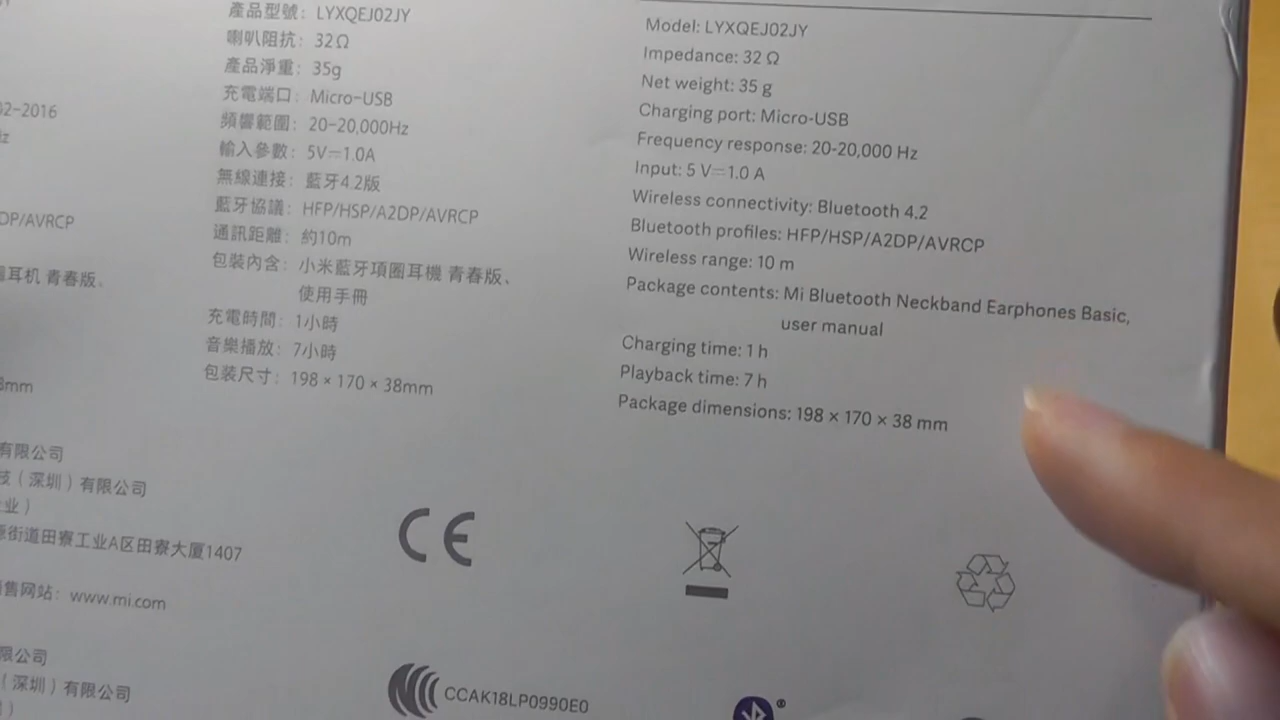 02-2016
DP/AVRCP
耳机 青春版。
8mm
有限公司
(深圳)有限公司
业)
街道田寮工业A区田寮大厦1407
售网站: www.mi.com
限公司
(深圳)有限公司
產品型號: LYXQEJ02JY
喇叭阻抗: 32Ω
產品淨重: 35g
充電端口: Micro-USB
頻響範圍: 20-20,000Hz
輸入參數: 5V⎓1.0A
無線連接: 藍牙4.2版
藍牙協議: HFP/HSP/A2DP/AVRCP
通訊距離: 約10m
包裝內含: 小米藍牙項圈耳機 青春版、
使用手冊
充電時間: 1小時
音樂播放: 7小時
包裝尺寸: 198 × 170 × 38mm
Model: LYXQEJ02JY
Impedance: 32 Ω
Net weight: 35 g
Charging port: Micro-USB
Frequency response: 20-20,000 Hz
Input: 5 V⎓1.0 A
Wireless connectivity: Bluetooth 4.2
Bluetooth profiles: HFP/HSP/A2DP/AVRCP
Wireless range: 10 m
Package contents: Mi Bluetooth Neckband Earphones Basic,
user manual
Charging time: 1 h
Playback time: 7 h
Package dimensions: 198 × 170 × 38 mm
CE
CCAK18LP0990E0
®